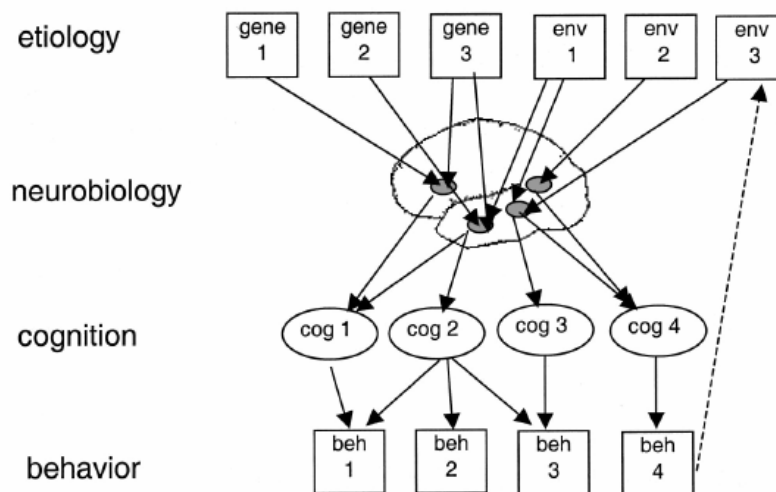 etiology
gene
1
gene
2
gene
3
env
1
env
2
env
3
neurobiology
cognition
cog 1
cog 2
cog 3
cog 4
behavior
beh
1
beh
2
beh
3
beh
4